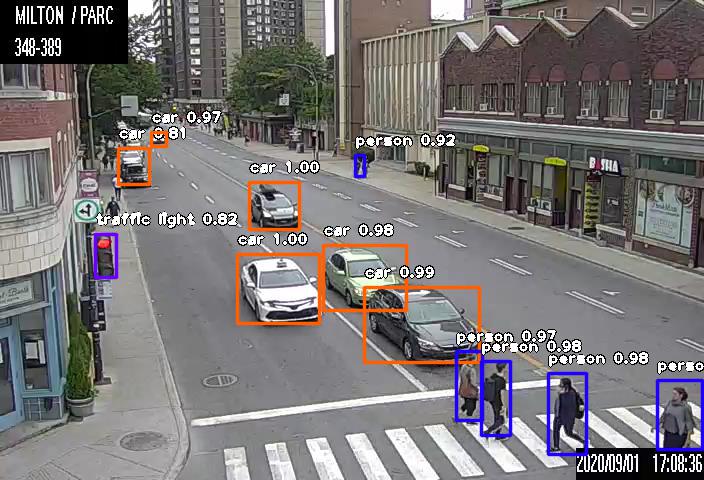 MILTON / PARC
348-389
car 0.97
car 0.81
person 0.92
car 1.00
traffic light 0.82
car 0.98
car 1.00
car 0.99
person 0.97
person 0.98
person 0.98
perso
BASHA
2020/09/01 17:08:36